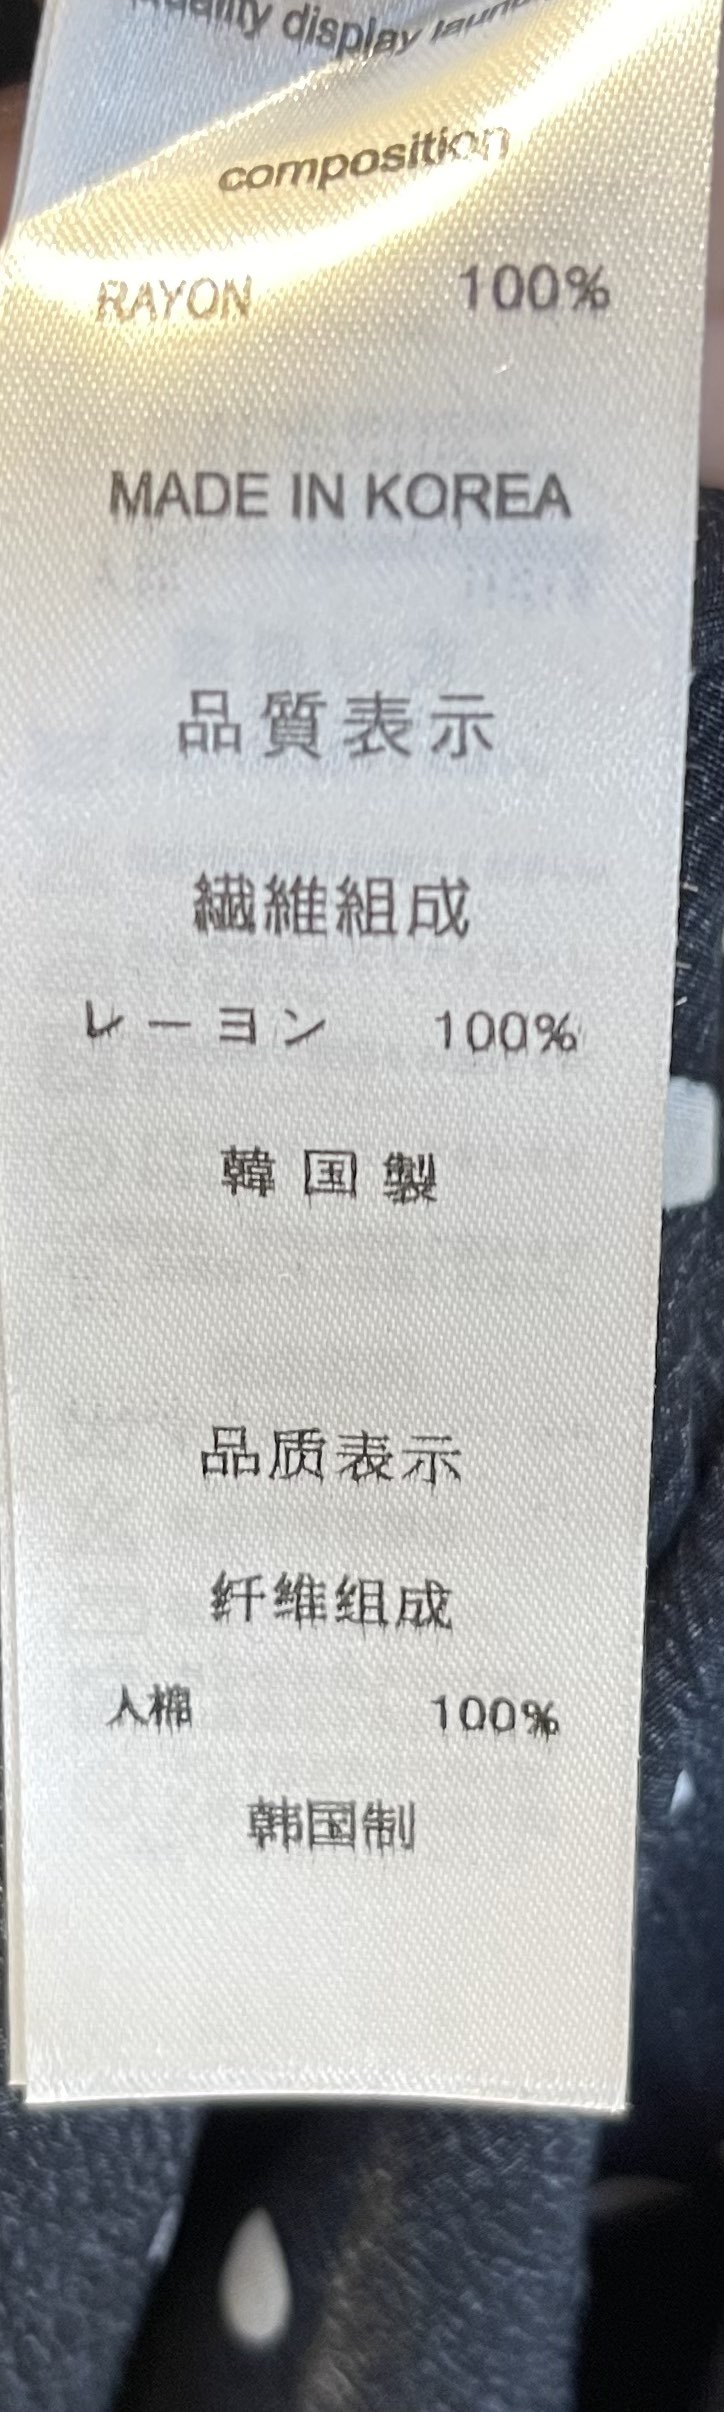 quality display laun
composition
RAYON 100%
MADE IN KOREA
品質表示
繊維組成
レーヨン 100%
韓国製
品质表示
纤维组成
人棉 100%
韩国制